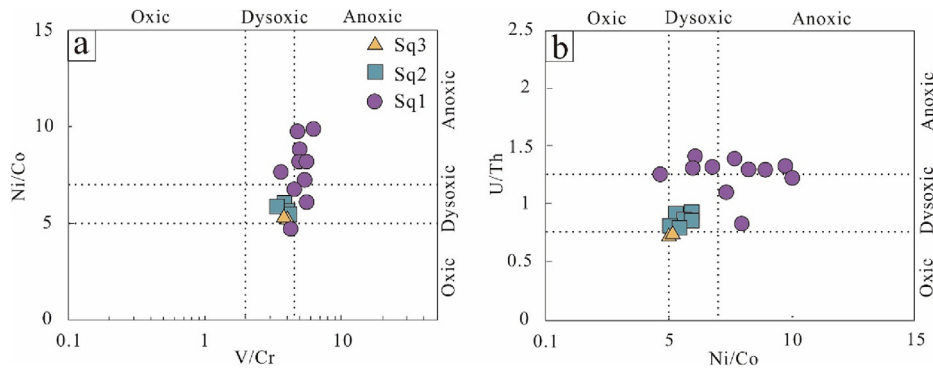 Oxic Dysoxic Anoxic
a
15
10
5
0
Ni/Co
Sq3
Sq2
Sq1
Anoxic
Dysoxic
Oxic
0.1 1 10
V/Cr
Oxic Dysoxic Anoxic
b
2.5
2
1.5
1
0.5
0
U/Th
Anoxic
Dysoxic
Oxic
0.1 5 10 15
Ni/Co